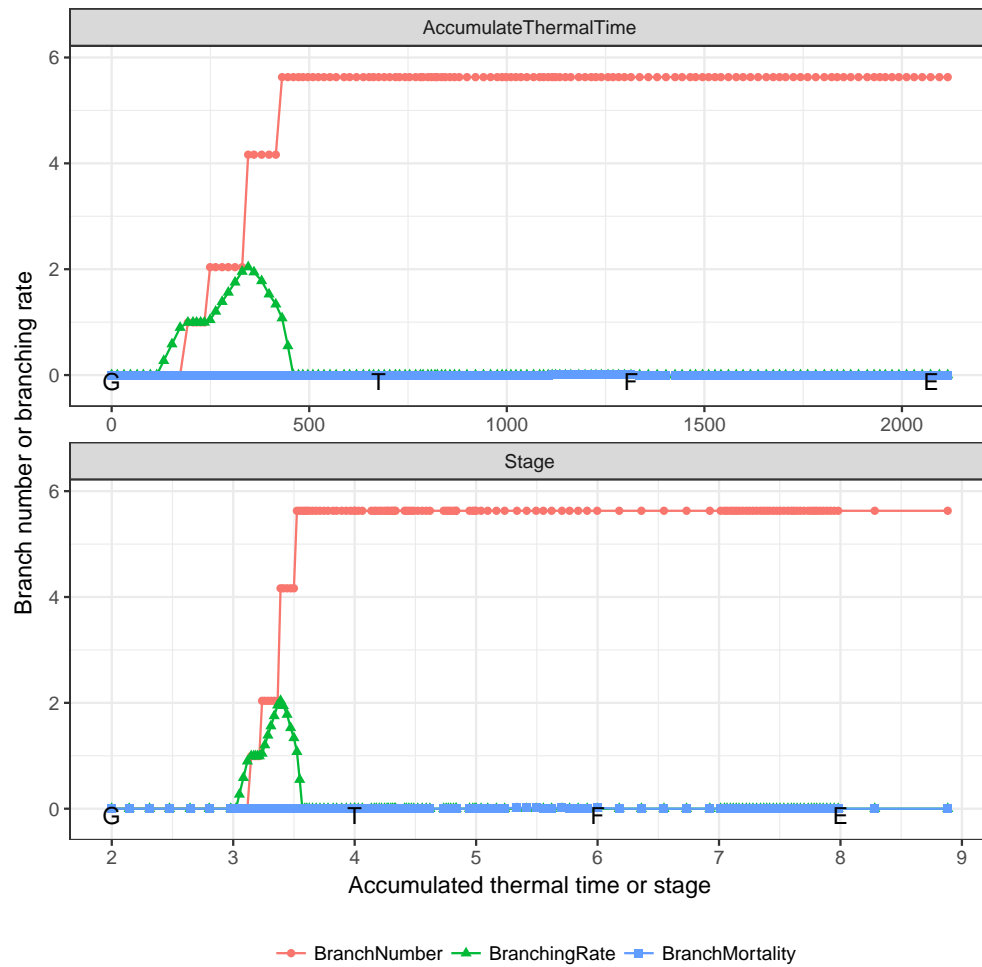 AccumulateThermalTime
6
4
2
0
G T F E
0 500 1000 1500 2000
Stage
6
4
2
0
G T F E
2 3 4 5 6 7 8 9
Branch number or branching rate
Accumulated thermal time or stage
BranchNumber BranchingRate BranchMortality